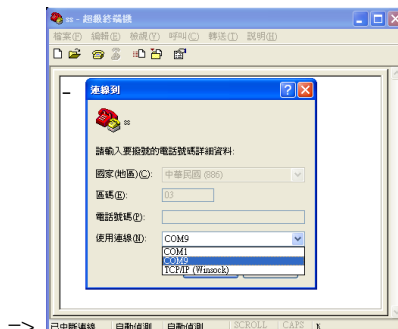 ∞ - 超級終端機
檔案(F) 編輯(E) 檢視(V) 呼叫(C) 轉送(T) 說明(H)
連線到
∞
請輸入要撥號的電話號碼詳細資料:
國家(地區)(C): 中華民國 (886)
區碼(E): 03
電話號碼(P):
使用連線(N): COM9
COM1
COM9
TCP/IP (Winsock)
=> 已中斷連線 自動偵測 自動偵測 SCROLL CAPS